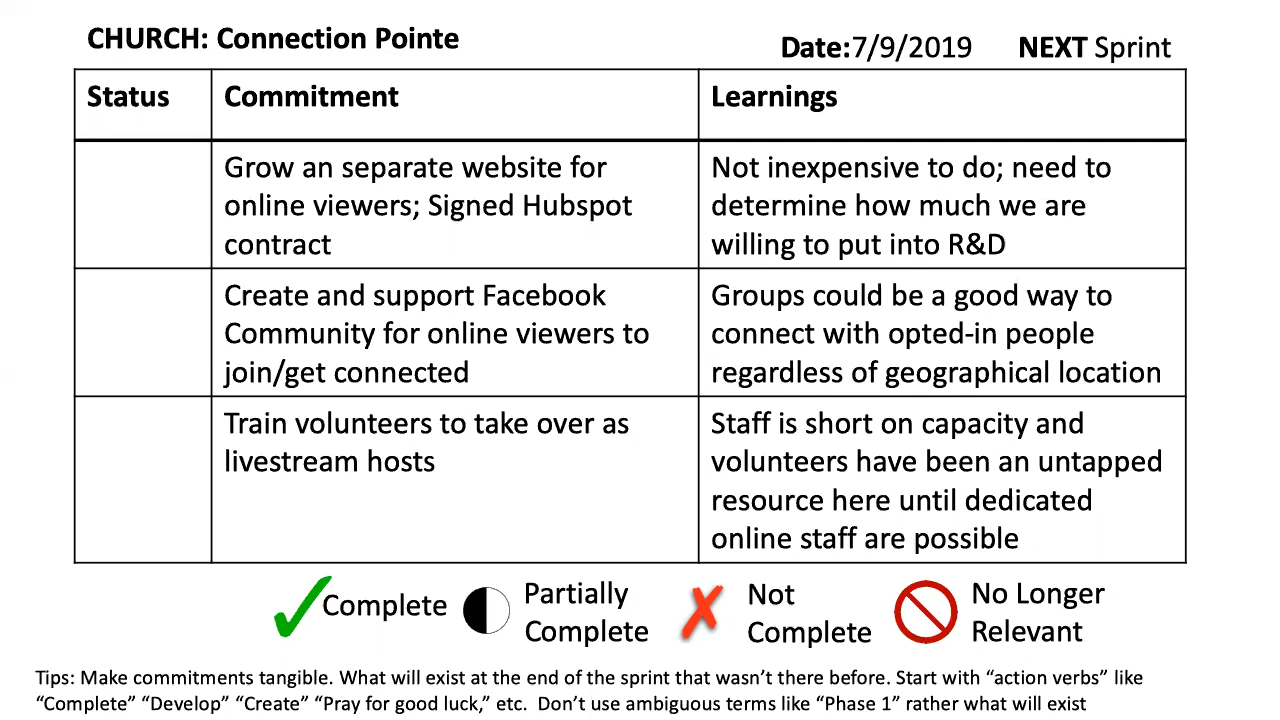 CHURCH: Connection Pointe
Date:7/9/2019 NEXT Sprint
Status Commitment Learnings
Grow an separate website for
online viewers; Signed Hubspot
contract
Not inexpensive to do; need to
determine how much we are
willing to put into R&D
Create and support Facebook
Community for online viewers to
join/get connected
Groups could be a good way to
connect with opted-in people
regardless of geographical location
Train volunteers to take over as
livestream hosts
Staff is short on capacity and
volunteers have been an untapped
resource here until dedicated
online staff are possible
Complete
Partially
Complete
Not
Complete
No Longer
Relevant
Tips: Make commitments tangible. What will exist at the end of the sprint that wasn’t there before. Start with “action verbs” like
“Complete” “Develop” “Create” “Pray for good luck,” etc.  Don’t use ambiguous terms like “Phase 1” rather what will exist